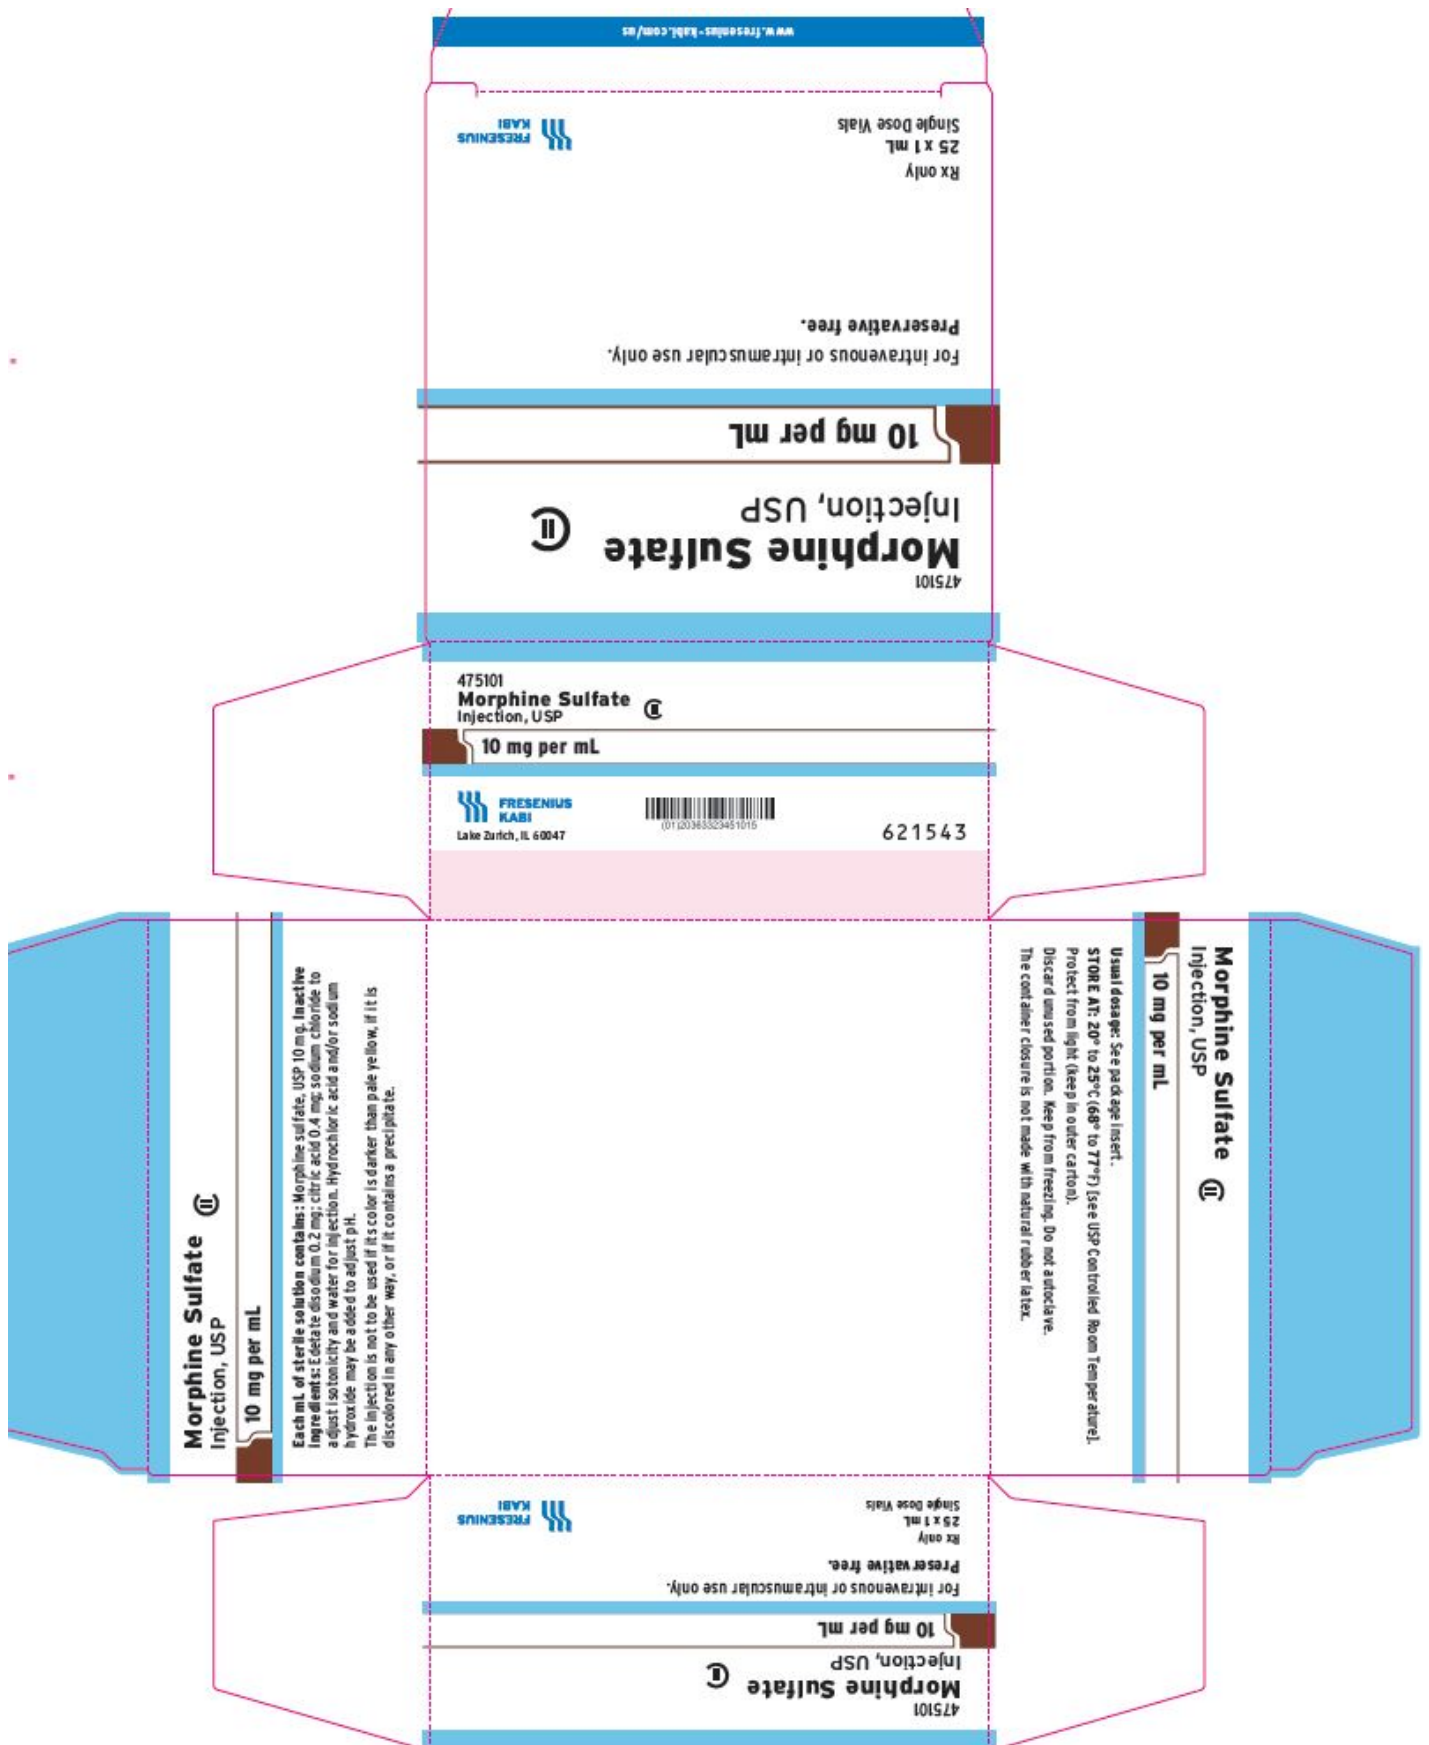 www.fresenius-kabi.com/us
475101
Morphine Sulfate
Injection, USP
CII
10 mg per mL
For intravenous or intramuscular use only.
Preservative free.
Rx only
25 x 1 mL
Single Dose Vials
FRESENIUS
KABI
475101
Morphine Sulfate
Injection, USP
CII
10 mg per mL
FRESENIUS
KABI
Lake Zurich, IL 60047
(01)20363323451015
621543
Morphine Sulfate
Injection, USP
CII
10 mg per mL
Each mL of sterile solution contains: Morphine sulfate, USP 10 mg. Inactive
ingredients: Edetate disodium 0.2 mg; citric acid 0.4 mg; sodium chloride to
adjust isotonicity and water for injection. Hydrochloric acid and/or sodium
hydroxide may be added to adjust pH.
The injection is not to be used if its color is darker than pale yellow, if it is
discolored in any other way, or if it contains a precipitate.
Morphine Sulfate
Injection, USP
CII
10 mg per mL
Usual dosage: See package insert.
STORE AT: 20° to 25°C (68° to 77°F) [see USP Controlled Room Temperature].
Protect from light (keep in outer carton).
Discard unused portion. Keep from freezing. Do not autoclave.
The container closure is not made with natural rubber latex.
475101
Morphine Sulfate
Injection, USP
CII
10 mg per mL
For intravenous or intramuscular use only.
Preservative free.
Rx only
25 x 1 mL
Single Dose Vials
FRESENIUS
KABI